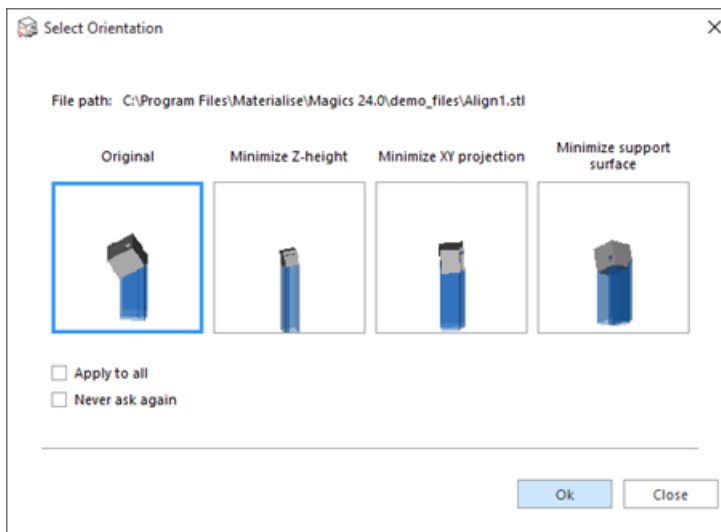 Select Orientation
File path: C:\Program Files\Materialise\Magics 24.0\demo_files\Align1.stl
Original
Minimize Z-height
Minimize XY projection
Minimize support
surface
Apply to all
Never ask again
Ok
Close